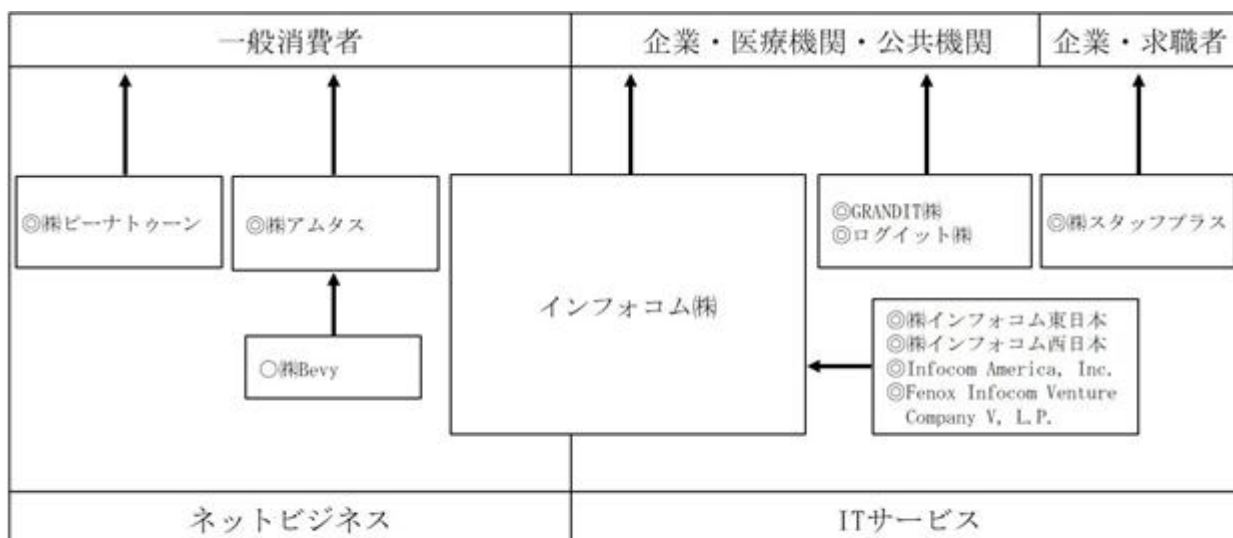 一般消費者
企業・医療機関・公共機関
企業・求職者
◎㈱ピーナトゥーン
◎㈱アムタス
インフォコム㈱
◎GRANDIT㈱
◎ログイット㈱
◎㈱スタッフプラス
○㈱Bevy
◎㈱インフォコム東日本
◎㈱インフォコム西日本
◎Infocom America, Inc.
◎Fenox Infocom Venture
Company V, L.P.
ネットビジネス
ITサービス